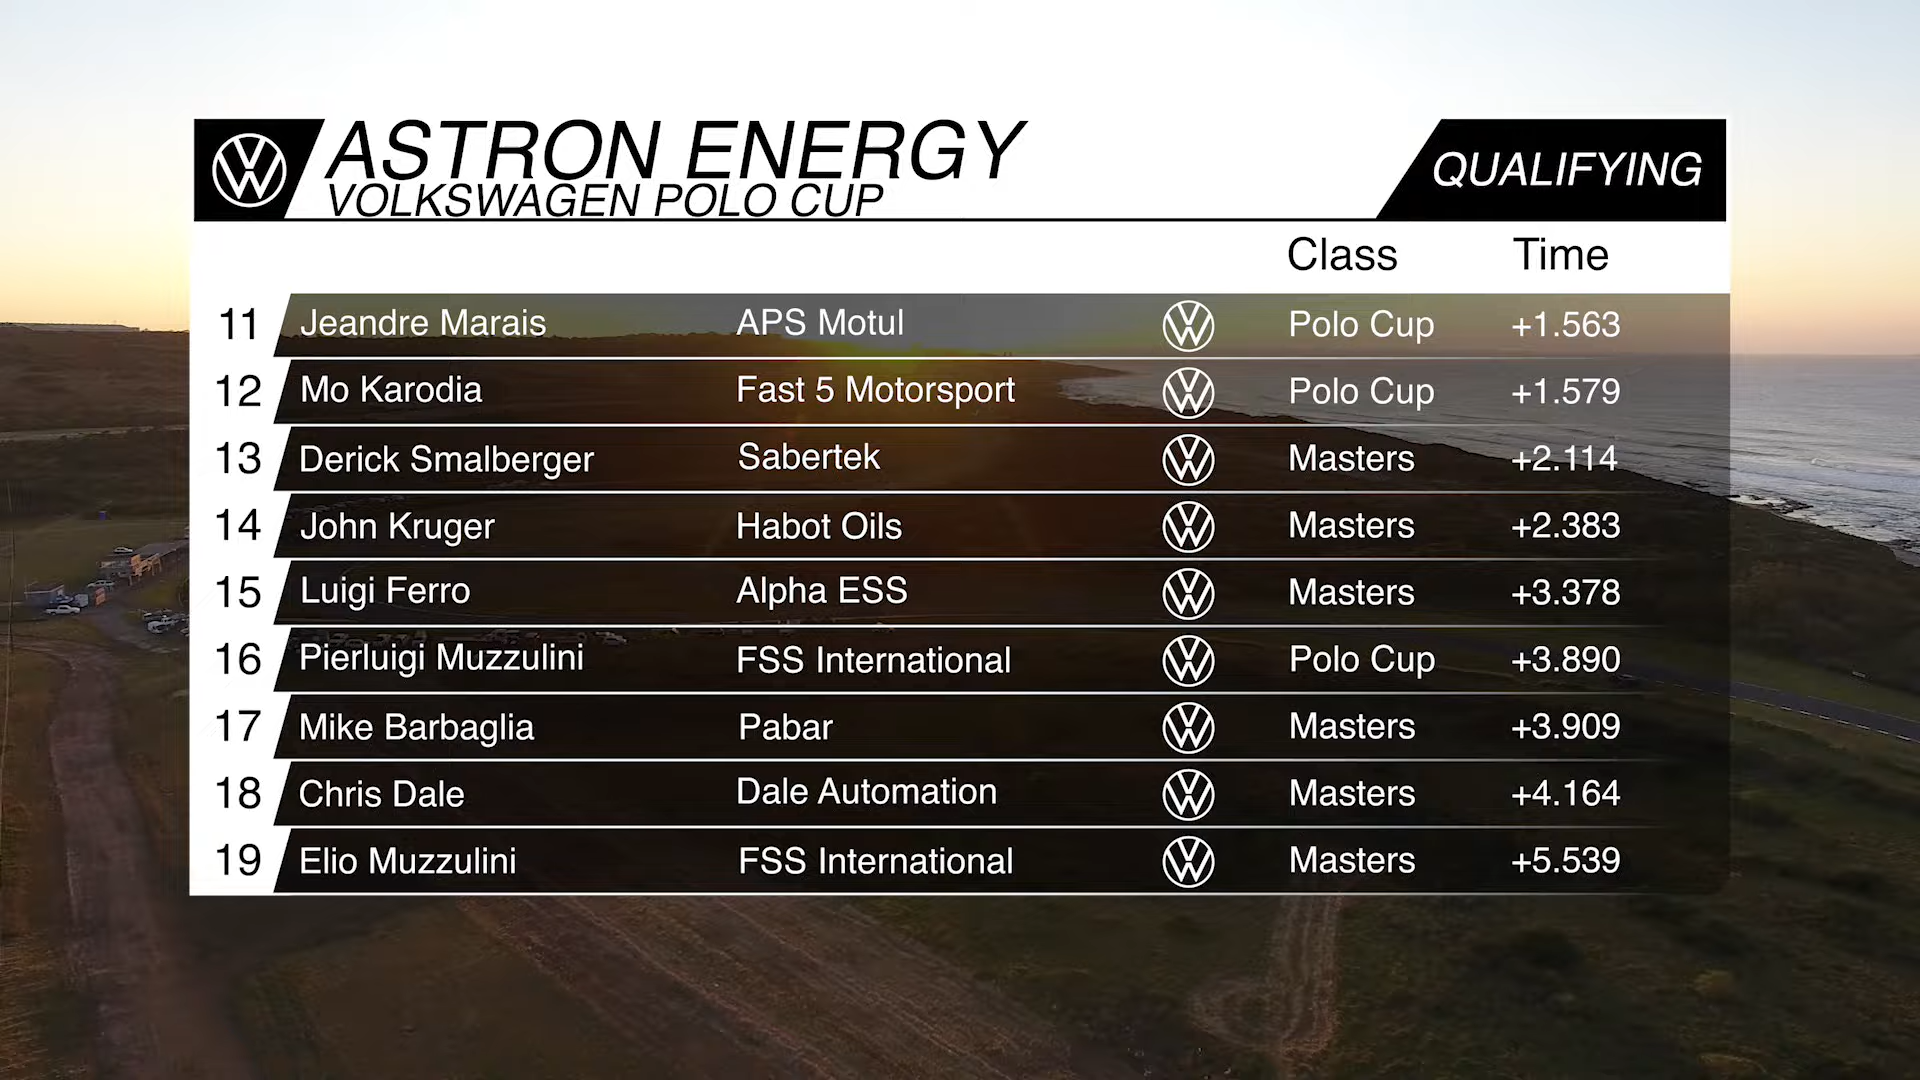 ASTRON ENERGY
VOLKSWAGEN POLO CUP
QUALIFYING
Class Time
11 Jeandre Marais APS Motul Polo Cup +1.563
12 Mo Karodia Fast 5 Motorsport Polo Cup +1.579
13 Derick Smalberger Sabertek Masters +2.114
14 John Kruger Habot Oils Masters +2.383
15 Luigi Ferro Alpha ESS Masters +3.378
16 Pierluigi Muzzulini FSS International Polo Cup +3.890
17 Mike Barbaglia Pabar Masters +3.909
18 Chris Dale Dale Automation Masters +4.164
19 Elio Muzzulini FSS International Masters +5.539